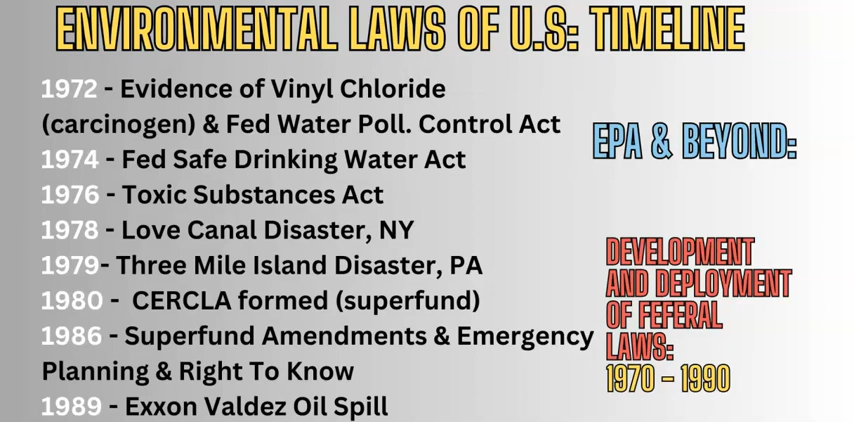 ENVIRONMENTAL LAWS OF U.S: TIMELINE
1972 - Evidence of Vinyl Chloride
(carcinogen) & Fed Water Poll. Control Act
1974 - Fed Safe Drinking Water Act
1976 - Toxic Substances Act
1978 - Love Canal Disaster, NY
1979- Three Mile Island Disaster, PA
1980 - CERCLA formed (superfund)
1986 - Superfund Amendments & Emergency
Planning & Right To Know
1989 - Exxon Valdez Oil Spill
EPA & BEYOND:
DEVELOPMENT
AND DEPLOYMENT
OF FEFERAL
LAWS:
1970 - 1990